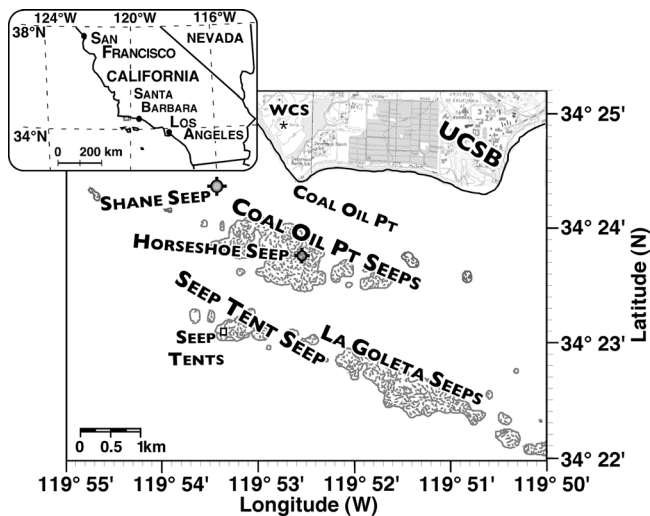 124°W 120°W 116°W
38°N
SAN
FRANCISCO
NEVADA
CALIFORNIA
SANTA
BARBARA
LOS
ANGELES
34°N
0 200 km
WCS
*
UCSB
34° 25'
COAL OIL PT
SHANE SEEP
34° 24'
COAL OIL PT SEEPS
HORSESHOE SEEP
SEEP TENT SEEP
SEEP
TENTS
LA GOLETA SEEPS
34° 23'
0 0.5 1km
34° 22'
Latitude (N)
119° 55' 119° 54' 119° 53' 119° 52' 119° 51' 119° 50'
Longitude (W)